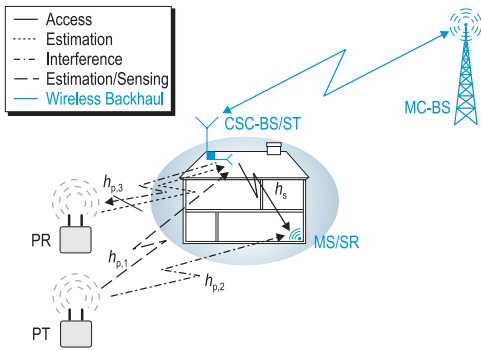 Access
Estimation
Interference
Estimation/Sensing
Wireless Backhaul
MC-BS
CSC-BS/ST
h_p,3
h_s
PR
h_p,1
MS/SR
h_p,2
PT